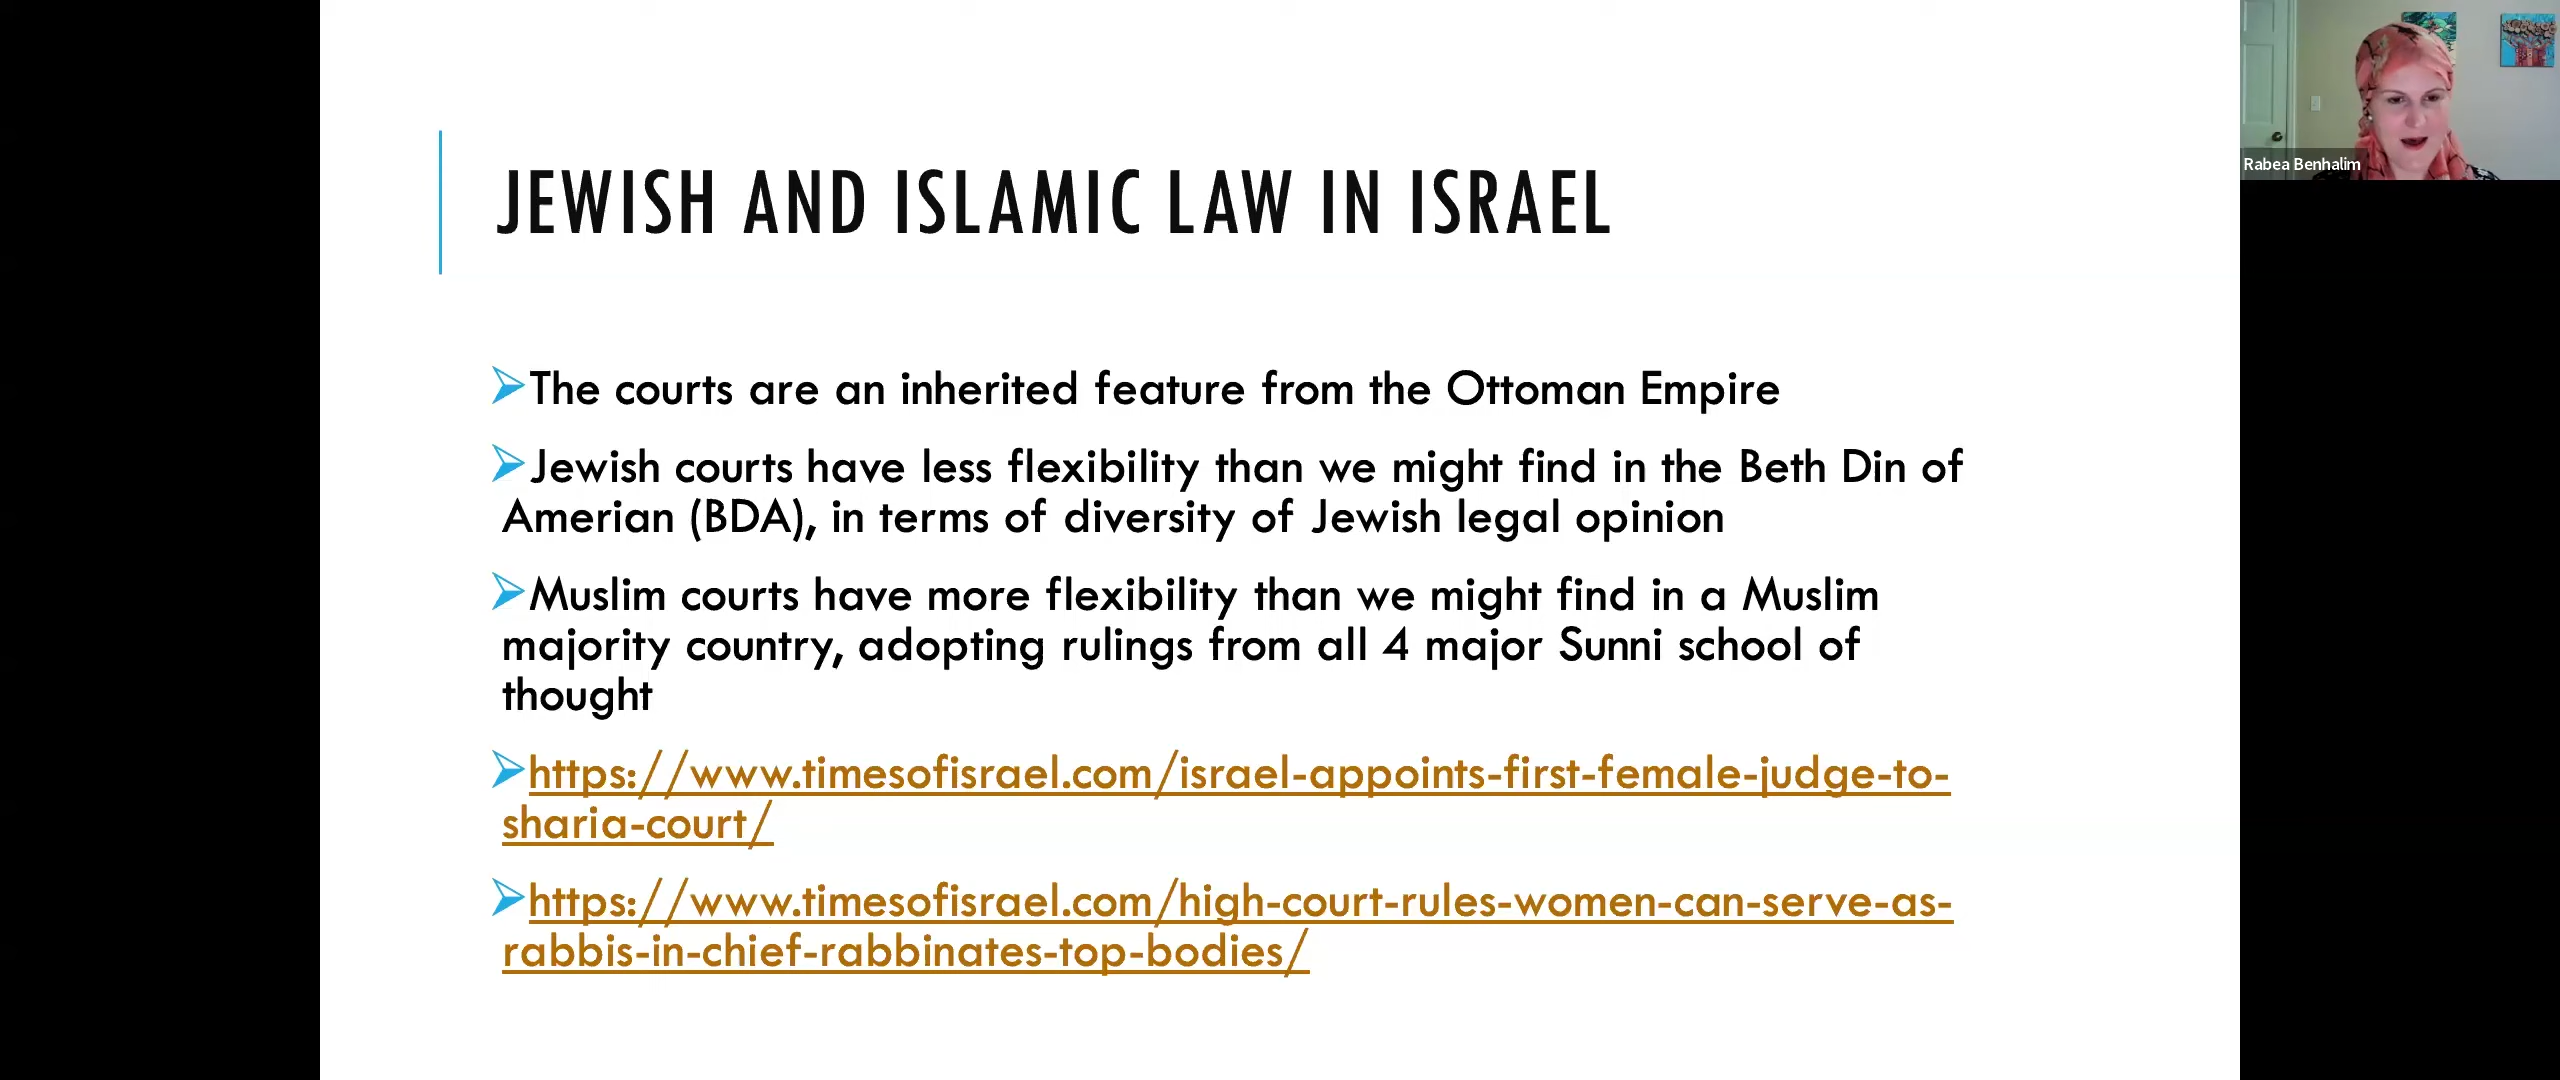 JEWISH AND ISLAMIC LAW IN ISRAEL
The courts are an inherited feature from the Ottoman Empire
Jewish courts have less flexibility than we might find in the Beth Din of
Amerian (BDA), in terms of diversity of Jewish legal opinion
Muslim courts have more flexibility than we might find in a Muslim
majority country, adopting rulings from all 4 major Sunni school of
thought
https://www.timesofisrael.com/israel-appoints-first-female-judge-to-
sharia-court/
https://www.timesofisrael.com/high-court-rules-women-can-serve-as-
rabbis-in-chief-rabbinates-top-bodies/
Rabea Benhalim